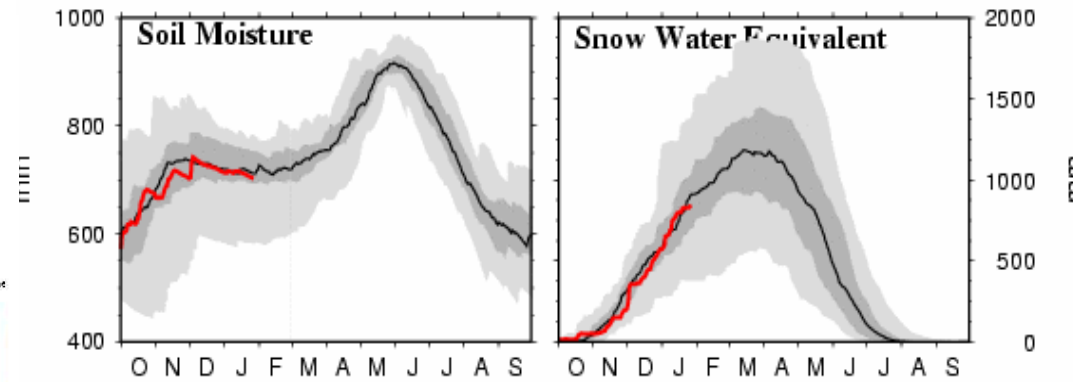 Soil Moisture
1000
800
600
400
mm
O N D J F M A M J J A S
Snow Water Equivalent
2000
1500
1000
500
0
mm
O N D J F M A M J J A S